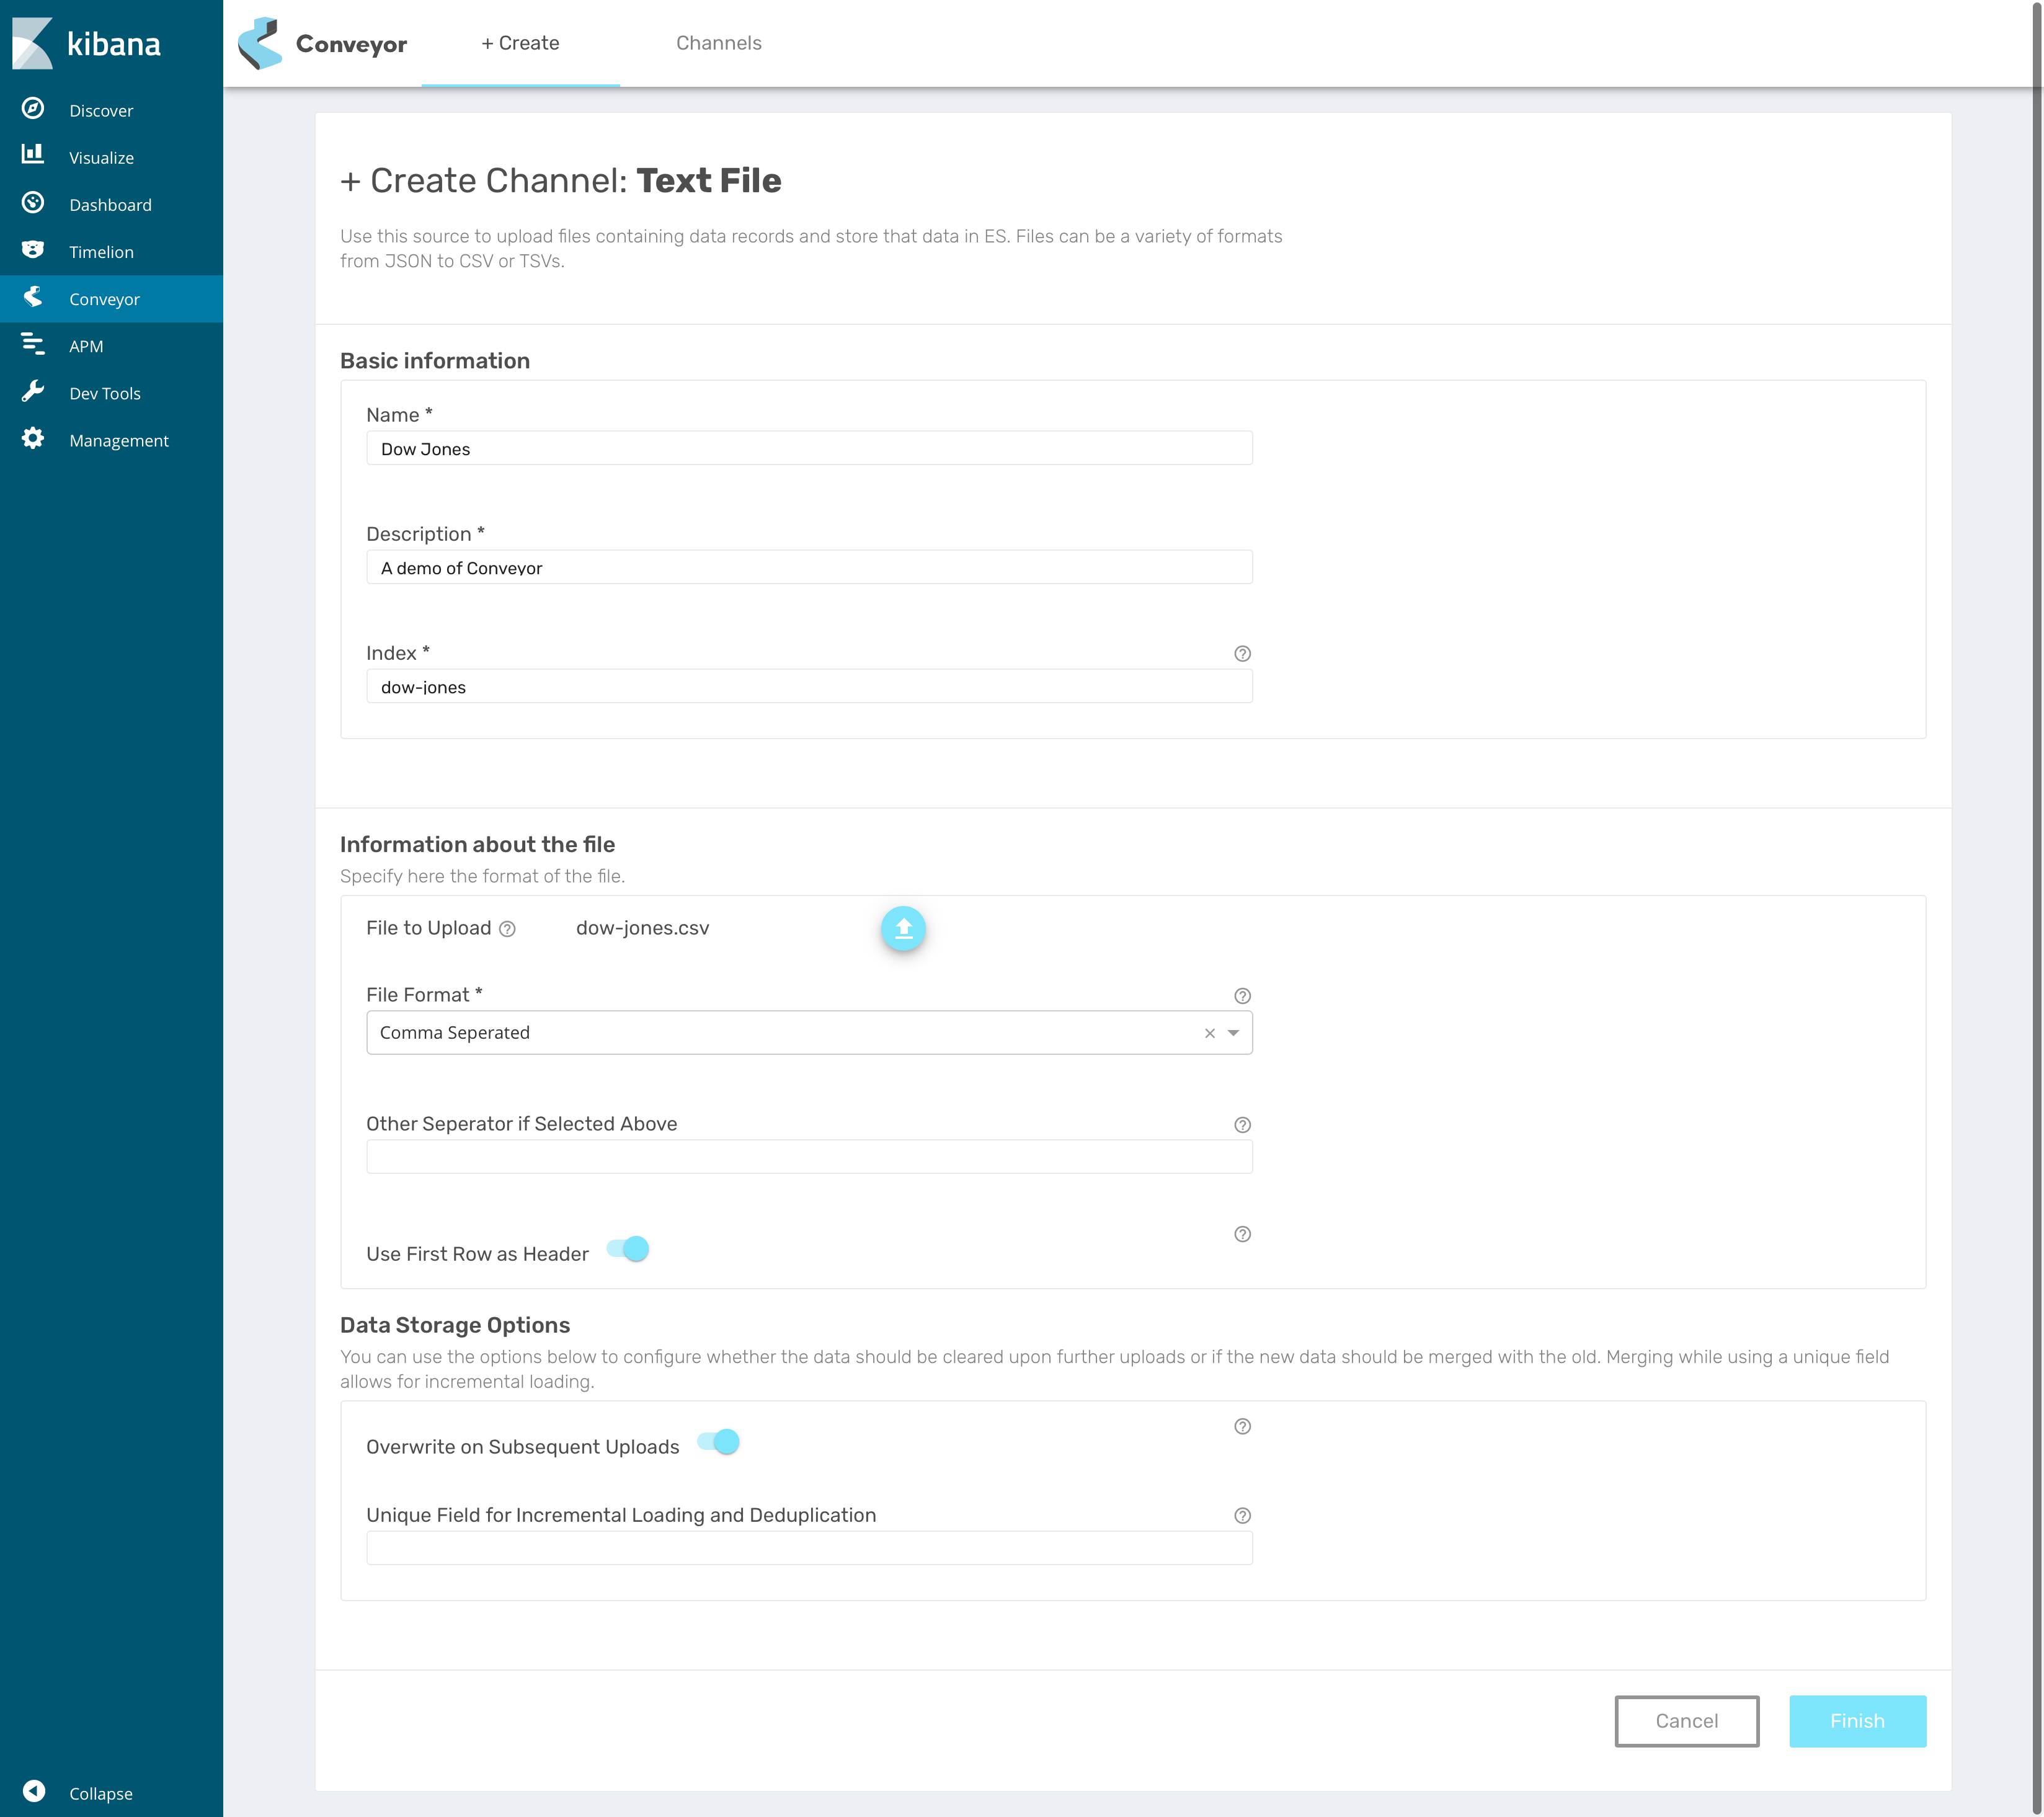 kibana
Discover
Visualize
Dashboard
Timelion
Conveyor
APM
Dev Tools
Management
Collapse
Conveyor
+ Create
Channels
+ Create Channel: Text File
Use this source to upload files containing data records and store that data in ES. Files can be a variety of formats
from JSON to CSV or TSVs.
Basic information
Name *
Dow Jones
Description *
A demo of Conveyor
Index *
dow-jones
Information about the file
Specify here the format of the file.
File to Upload
dow-jones.csv
File Format *
Comma Seperated
Other Seperator if Selected Above
Use First Row as Header
Data Storage Options
You can use the options below to configure whether the data should be cleared upon further uploads or if the new data should be merged with the old. Merging while using a unique field
allows for incremental loading.
Overwrite on Subsequent Uploads
Unique Field for Incremental Loading and Deduplication
Cancel
Finish